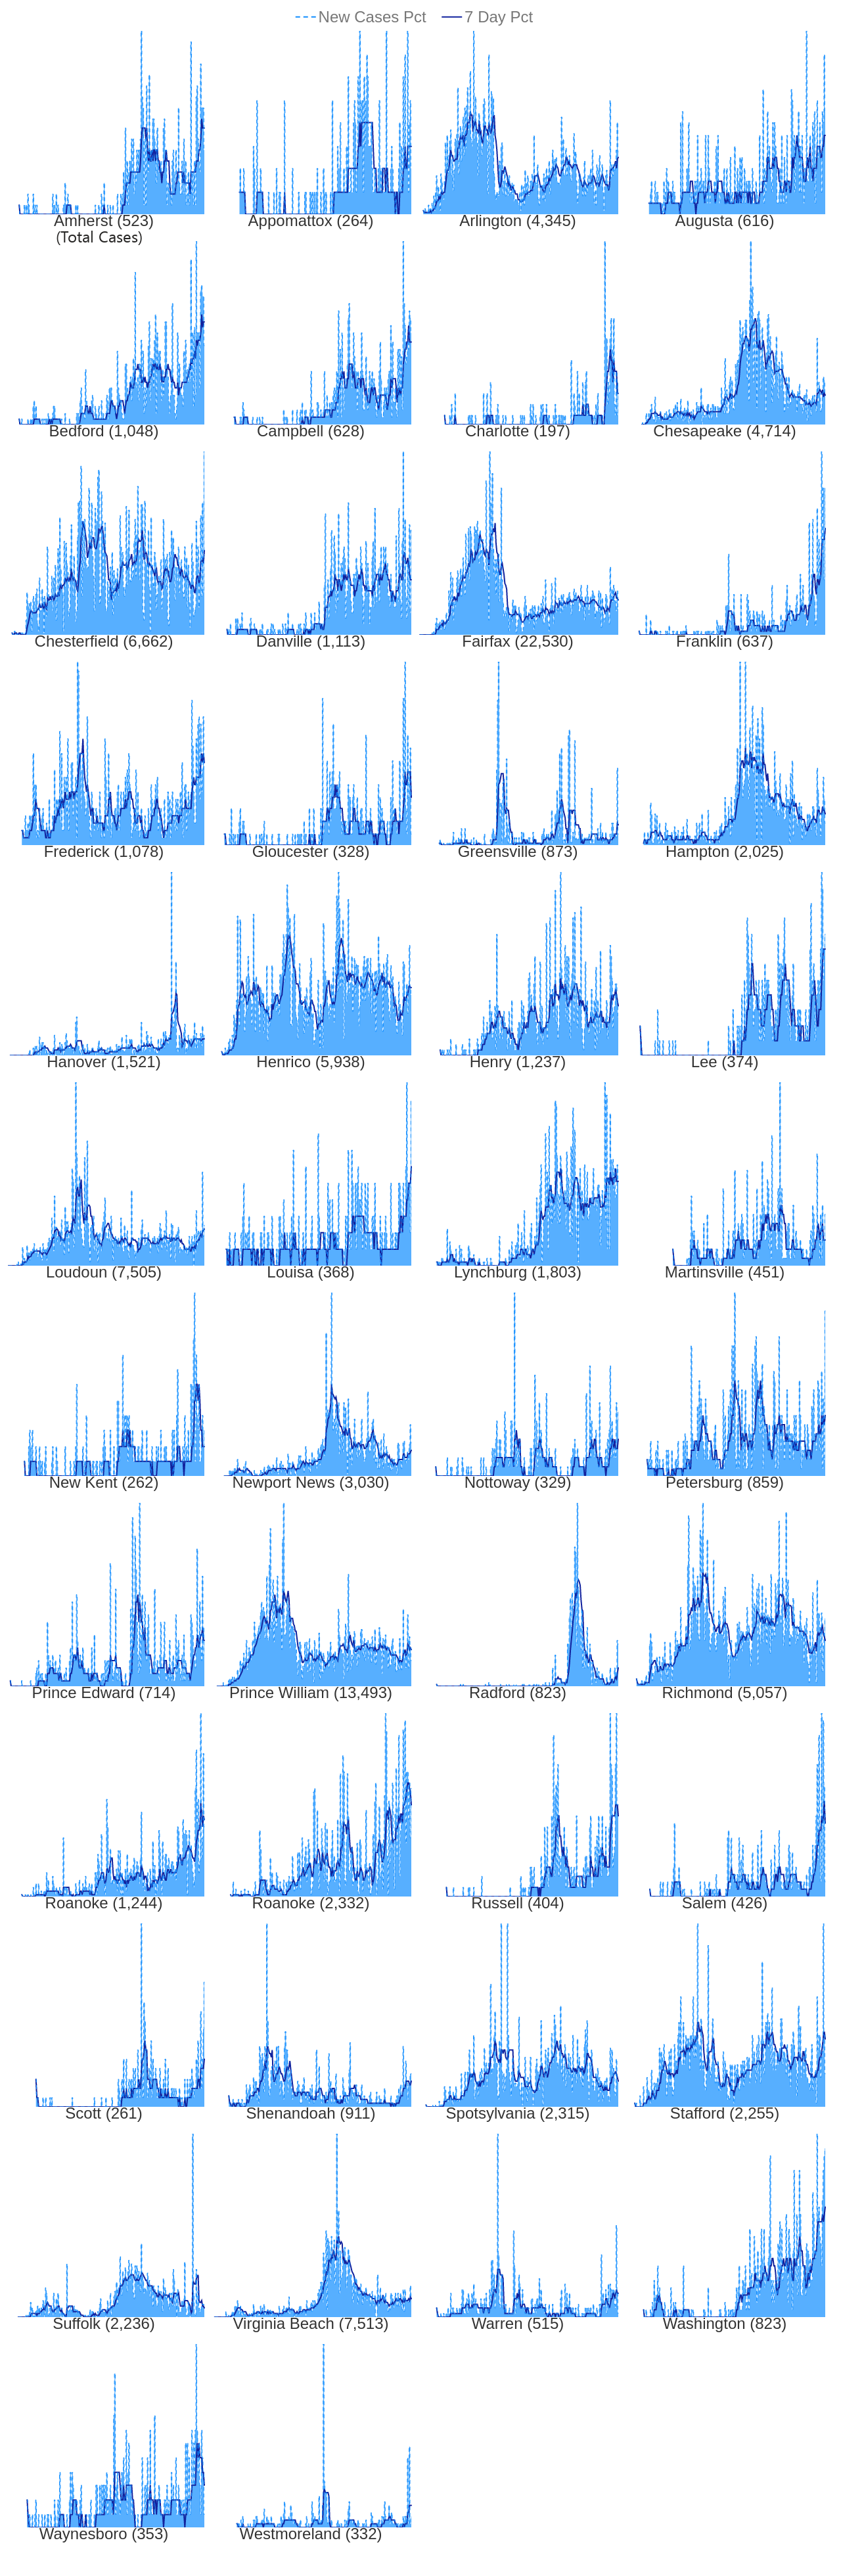 New Cases Pct 7 Day Pct
Amherst (523) Appomattox (264) Arlington (4,345) Augusta (616)
(Total Cases)
Bedford (1,048) Campbell (628) Charlotte (197) Chesapeake (4,714)
Chesterfield (6,662) Danville (1,113) Fairfax (22,530) Franklin (637)
Frederick (1,078) Gloucester (328) Greensville (873) Hampton (2,025)
Hanover (1,521) Henrico (5,938) Henry (1,237) Lee (374)
Loudoun (7,505) Louisa (368) Lynchburg (1,803) Martinsville (451)
New Kent (262) Newport News (3,030) Nottoway (329) Petersburg (859)
Prince Edward (714) Prince William (13,493) Radford (823) Richmond (5,057)
Roanoke (1,244) Roanoke (2,332) Russell (404) Salem (426)
Scott (261) Shenandoah (911) Spotsylvania (2,315) Stafford (2,255)
Suffolk (2,236) Virginia Beach (7,513) Warren (515) Washington (823)
Waynesboro (353) Westmoreland (332)